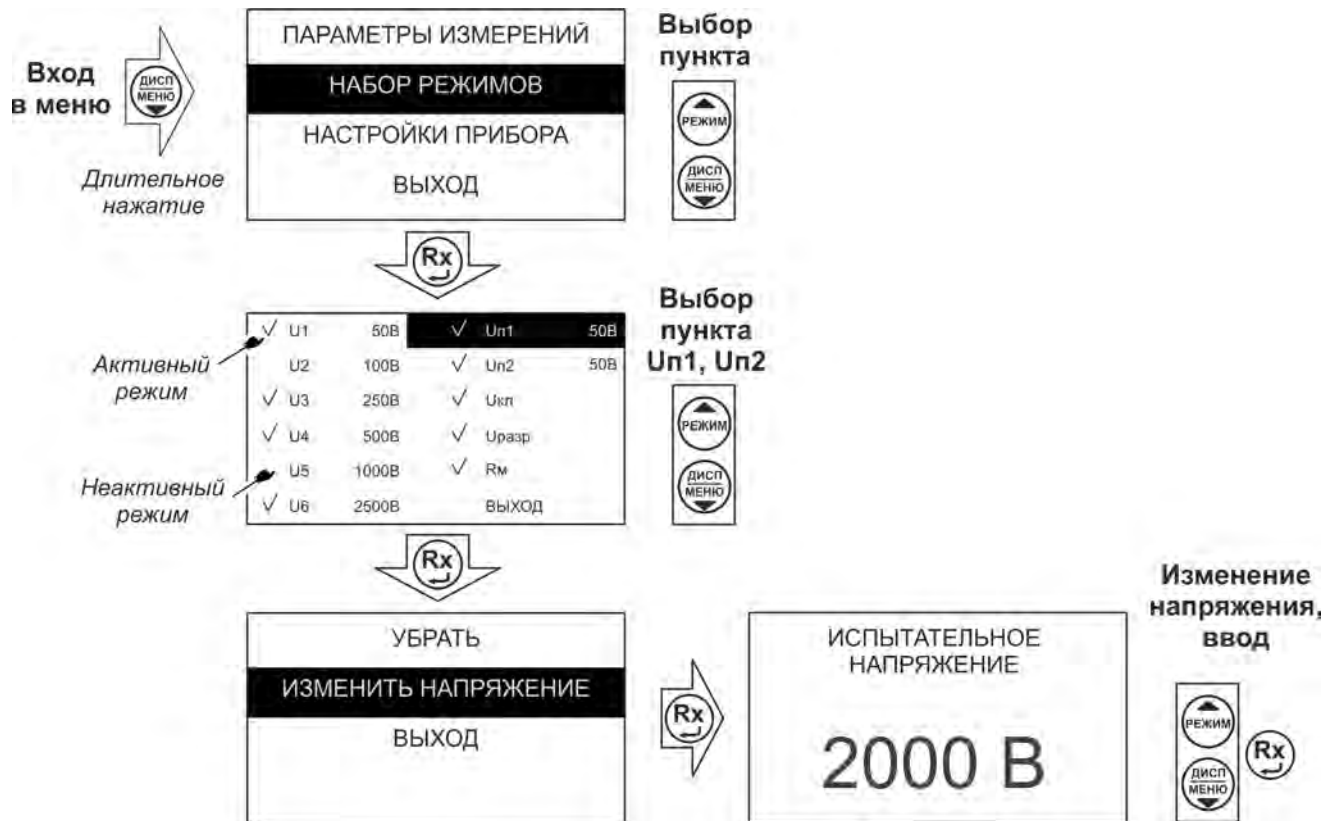 Вход
в меню
ДИСП
МЕНЮ
Длительное
нажатие
ПАРАМЕТРЫ ИЗМЕРЕНИЙ
НАБОР РЕЖИМОВ
НАСТРОЙКИ ПРИБОРА
ВЫХОД
Выбор
пункта
РЕЖИМ
ДИСП
МЕНЮ
Rx
Активный
режим
Неактивный
режим
✓ U1 50В ✓ Uп1 50В
U2 100В ✓ Uп2 50В
✓ U3 250В ✓ Uкл
✓ U4 500В ✓ Uразр
U5 1000В ✓ Rм
✓ U6 2500В ВЫХОД
Выбор
пункта
Uп1, Uп2
РЕЖИМ
ДИСП
МЕНЮ
Rx
УБРАТЬ
ИЗМЕНИТЬ НАПРЯЖЕНИЕ
ВЫХОД
Rx
ИСПЫТАТЕЛЬНОЕ
НАПРЯЖЕНИЕ
2000 В
Изменение
напряжения,
ввод
РЕЖИМ
ДИСП
МЕНЮ
Rx